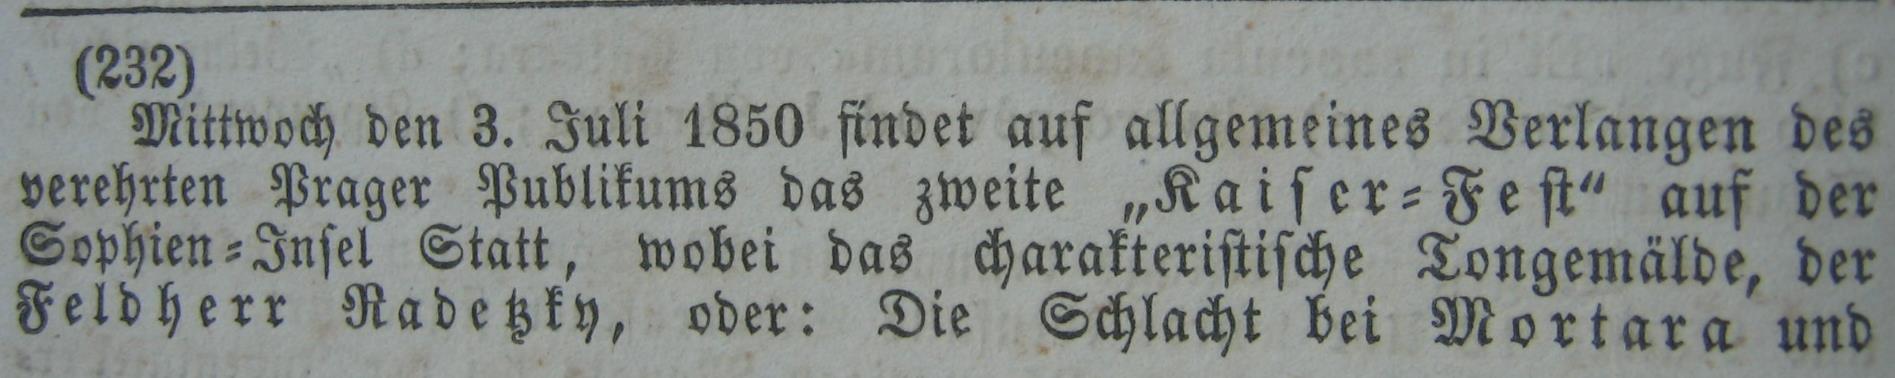 (232)
Mittwoch den 3. Juli 1850 findet auf allgemeines Verlangen des
verehrten Prager Publikums das zweite „Kaiser-Fest“ auf der
Sophien-Insel Statt, wobei das charakteristische Tongemälde, der
Feldherr Radetzky, oder: Die Schlacht bei Mortara und